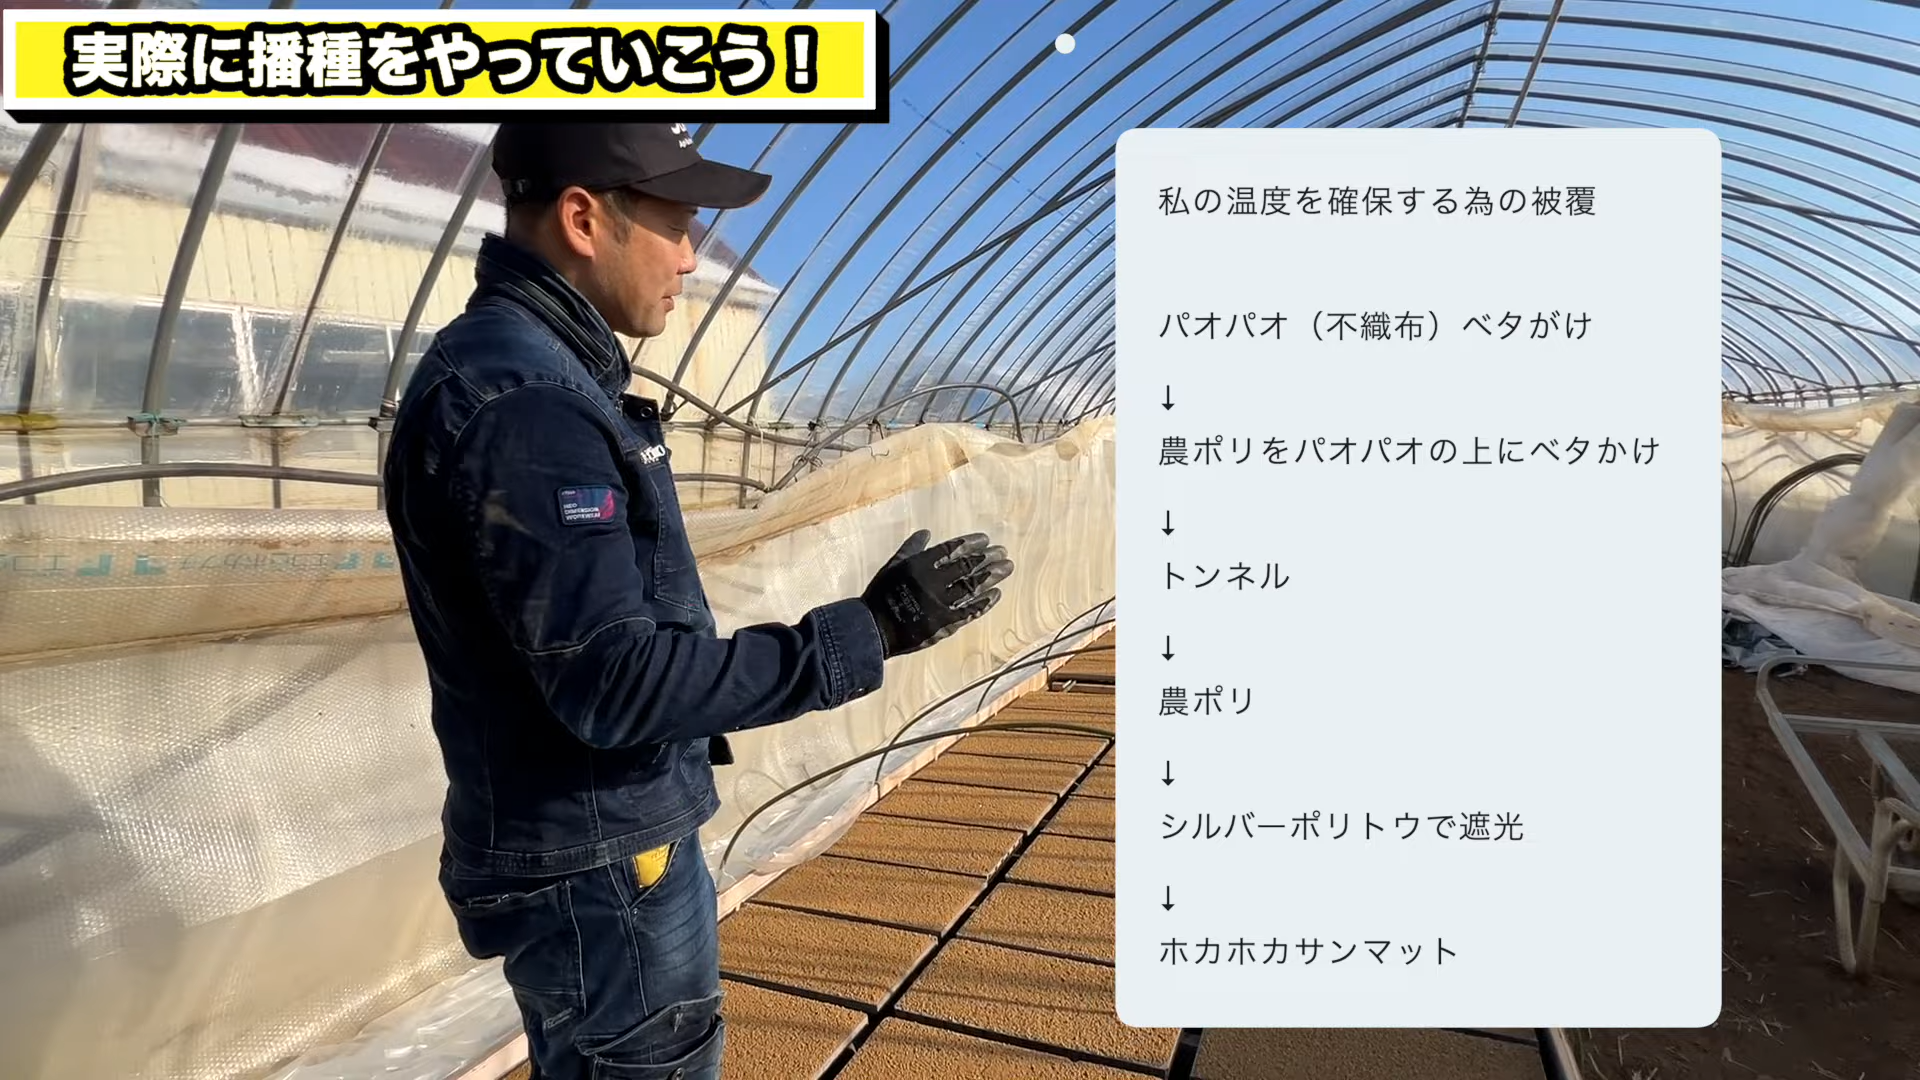 実際に播種をやっていこう！
私の温度を確保する為の被覆
パオパオ（不織布）ベタがけ
↓
農ポリをパオパオの上にベタかけ
↓
トンネル
↓
農ポリ
↓
シルバーポリトウで遮光
↓
ホカホカサンマット
NEO
DIMENSION
WORKWEAR